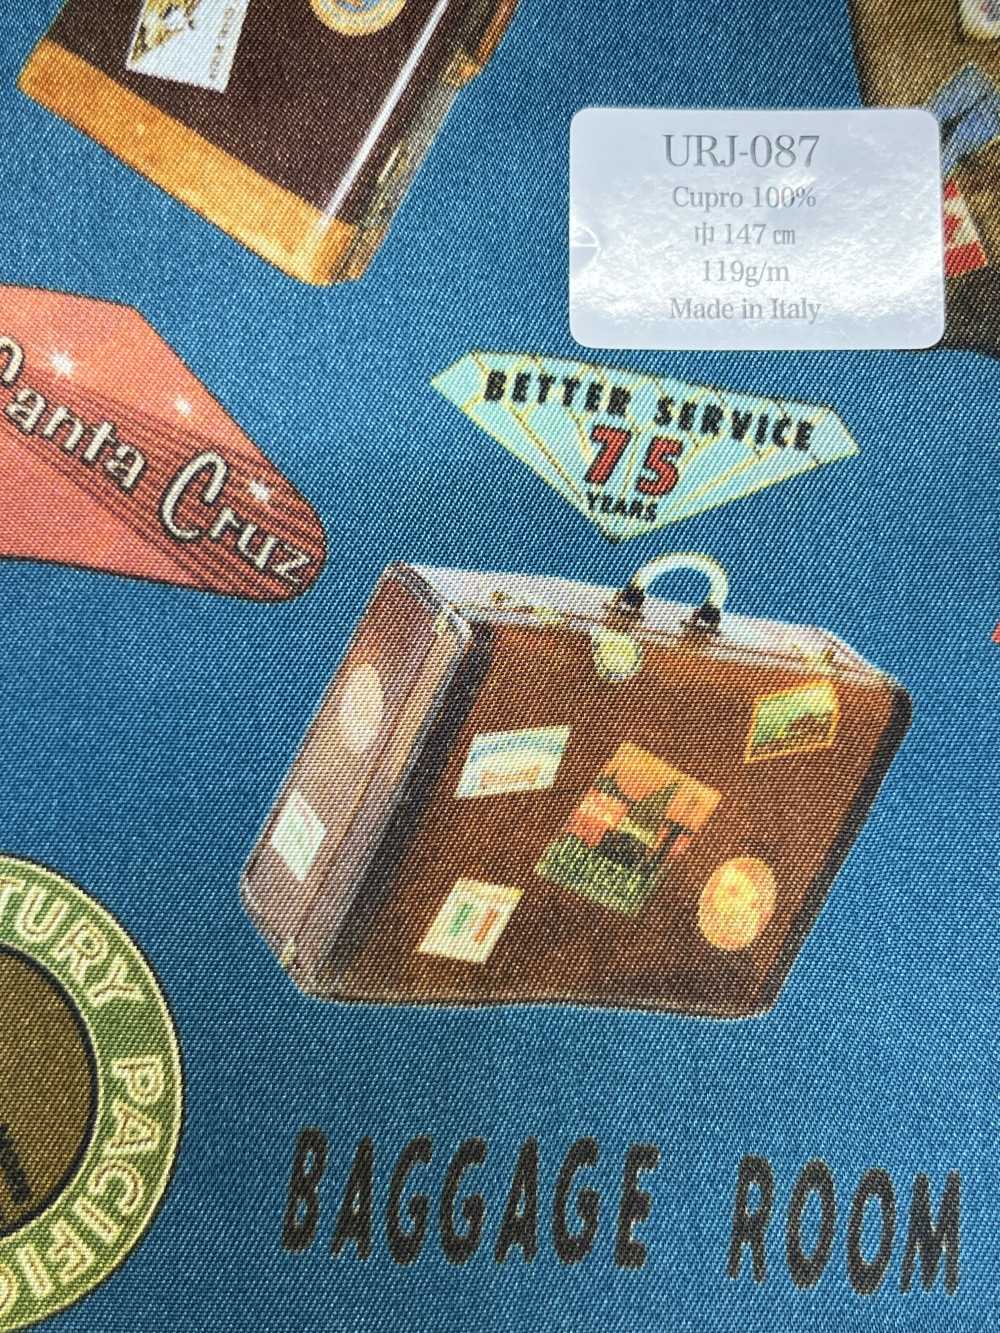 URJ-087
Cupro 100%
巾 147 ㎝
119g/m
Made in Italy
BETTER SERVICE
75
YEARS
Santa Cruz
TURY PACIFIC
BAGGAGE ROOM